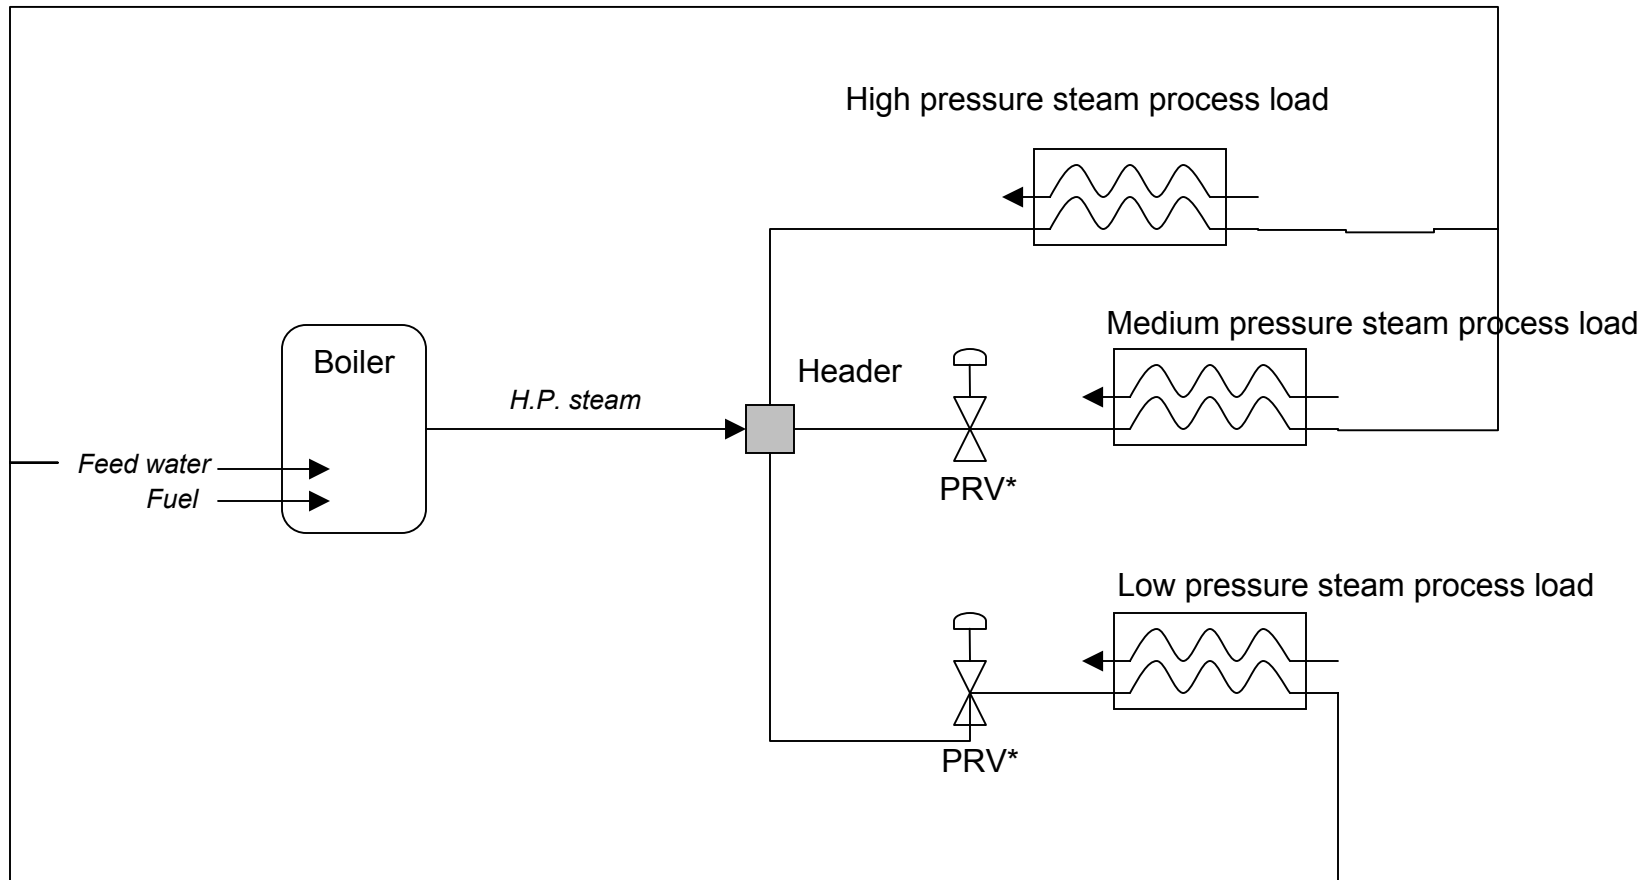 High pressure steam process load
Medium pressure steam process load
Boiler
Header
H.P. steam
Feed water
Fuel
PRV*
Low pressure steam process load
PRV*